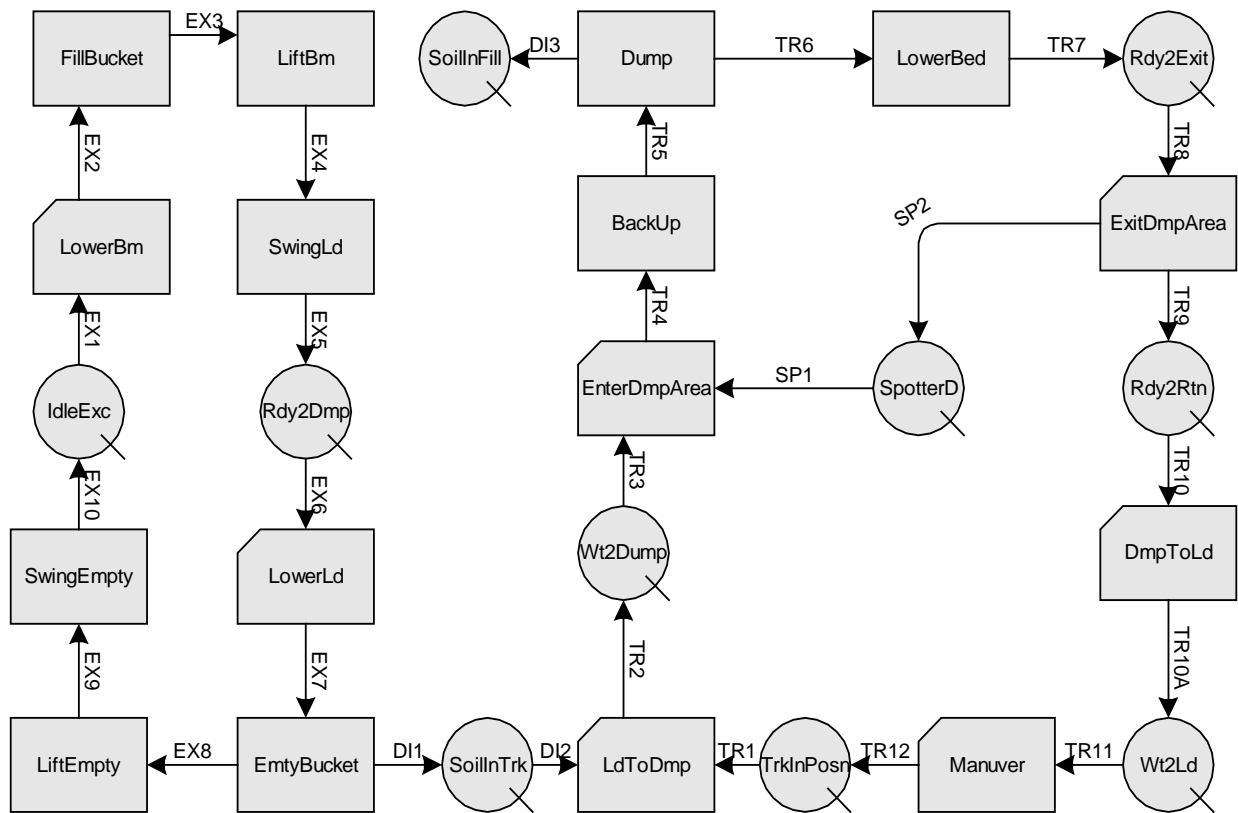 EX3
FillBucket
LiftBm
SoilInFill
DI3
Dump
TR6
LowerBed
TR7
Rdy2Exit
EX2
EX4
TR5
TR8
LowerBm
SwingLd
BackUp
SP2
ExitDmpArea
EX1
EX5
TR4
TR9
IdleExc
Rdy2Dmp
EnterDmpArea
SP1
SpotterD
Rdy2Rtn
EX10
EX6
TR3
TR10
SwingEmpty
LowerLd
Wt2Dump
DmpToLd
EX9
EX7
TR2
TR10A
LiftEmpty
EX8
EmtyBucket
DI1
SoilInTrk
DI2
LdToDmp
TR1
TrkInPosn
TR12
Manuver
TR11
Wt2Ld